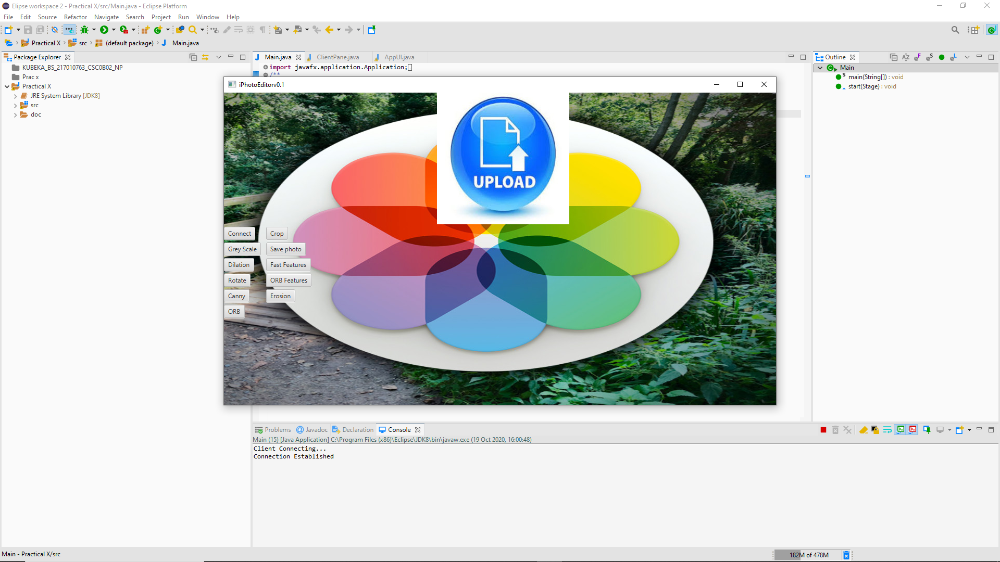 Elipse workspace 2 - Practical X/src/Main.java - Eclipse Platform
File Edit Source Refactor Navigate Search Project Run Window Help
Practical X src (default package) Main.java
Package Explorer
KUBEKA_BS_217010763_CSC0B02_NP
Prac x
Practical X
JRE System Library [JDK8]
src
doc
Main.java ClientPane.java AppUI.java
import javafx.application.Application;
/**
iPhotoEditorv0.1
UPLOAD
Connect Crop
Grey Scale Save photo
Dilation Fast Features
Rotate ORB Features
Canny Erosion
ORB
Outline
Main
main(String[]) : void
start(Stage) : void
Problems Javadoc Declaration Console
Main (15) [Java Application] C:\Program Files (x86)\Eclipse\JDK8\bin\javaw.exe (19 Oct 2020, 16:00:48)
Client Connecting...
Connection Established
Main - Practical X/src
182M of 478M